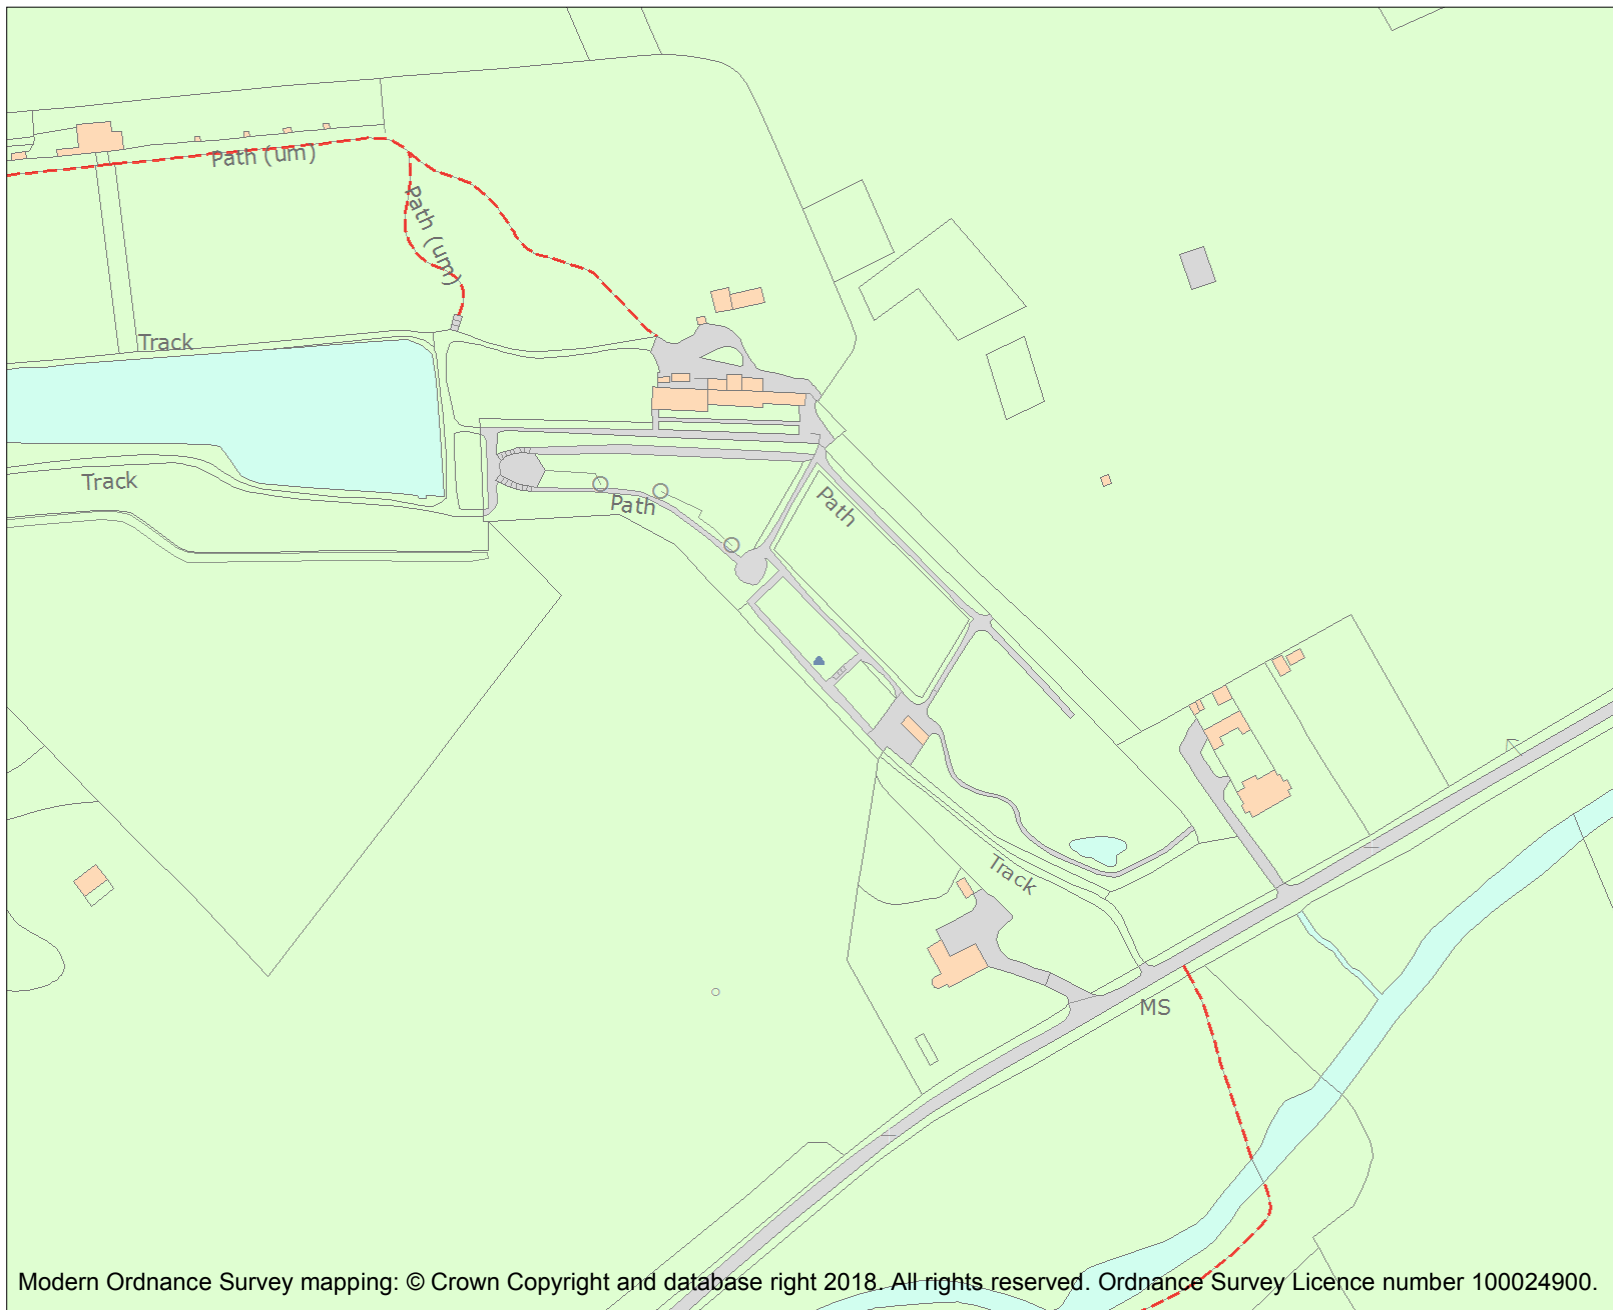 Path (um)
Path (um)
Track
Track
Path
Path
Track
MS
Modern Ordnance Survey mapping: © Crown Copyright and database right 2018. All rights reserved. Ordnance Survey Licence number 100024900.